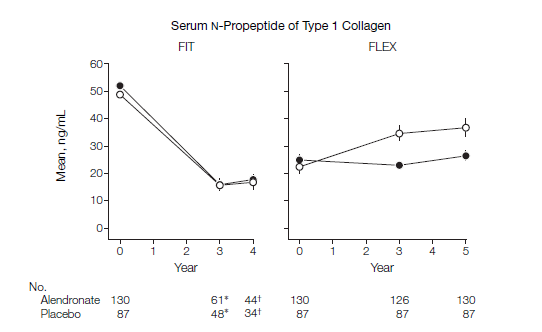 Serum N-Propeptide of Type 1 Collagen
FIT FLEX
60
50
40
30
20
10
0
Mean, ng/mL
0 1 2 3 4 0 1 2 3 4 5
Year Year
No.
Alendronate 130 61* 44† 130 126 130
Placebo 87 48* 34† 87 87 87